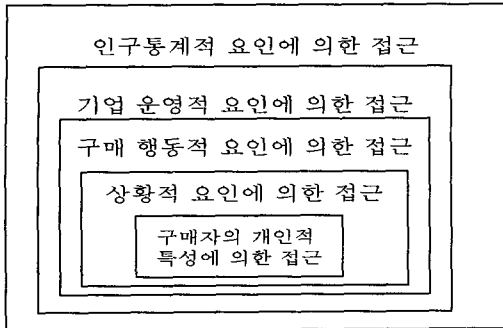 인구통계적 요인에 의한 접근
기업 운영적 요인에 의한 접근
구매 행동적 요인에 의한 접근
상황적 요인에 의한 접근
구매자의 개인적
특성에 의한 접근